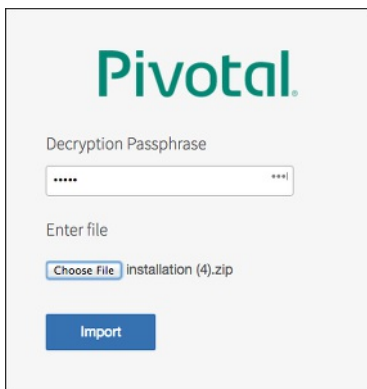 Pivotal®
Decryption Passphrase
•••••
Enter file
Choose File installation (4).zip
Import